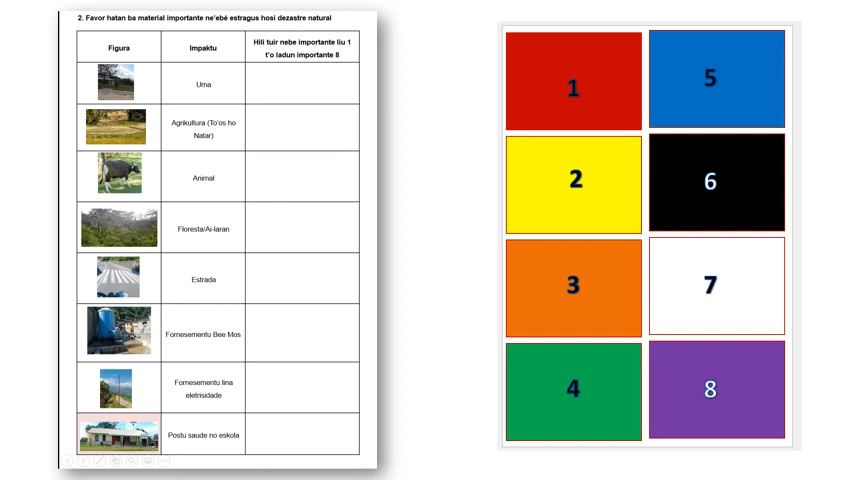 2. Favor hatan ba material importante ne'ebé estragus hosi dezastre natural
Figura
Impaktu
Hili tuir nebe importante liu 1
t'o ladun importante 8
Uma
Agrikultura (To'os ho
Natar)
Animal
Floresta/Ai-laran
Estrada
Fornesementu Bee Mos
Fornesementu lina
eletrisidade
Postu saude no eskola
1
2
3
4
5
6
7
8